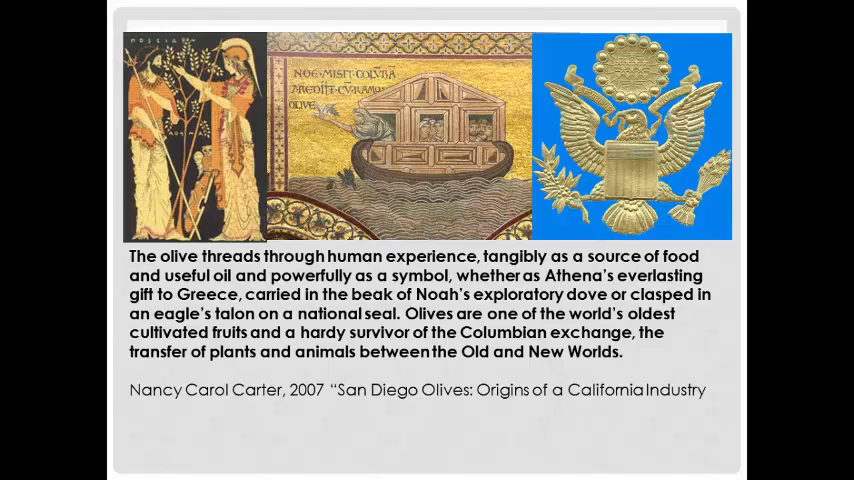 ΠΟΣΕΙΔΩΝ
NOE·MISIT·COLVBĀ
OLIVE
The olive threads through human experience, tangibly as a source of food
and useful oil and powerfully as a symbol, whether as Athena’s everlasting
gift to Greece, carried in the beak of Noah’s exploratory dove or clasped in
an eagle’s talon on a national seal. Olives are one of the world’s oldest
cultivated fruits and a hardy survivor of the Columbian exchange, the
transfer of plants and animals between the Old and New Worlds.
Nancy Carol Carter, 2007 “San Diego Olives: Origins of a California Industry